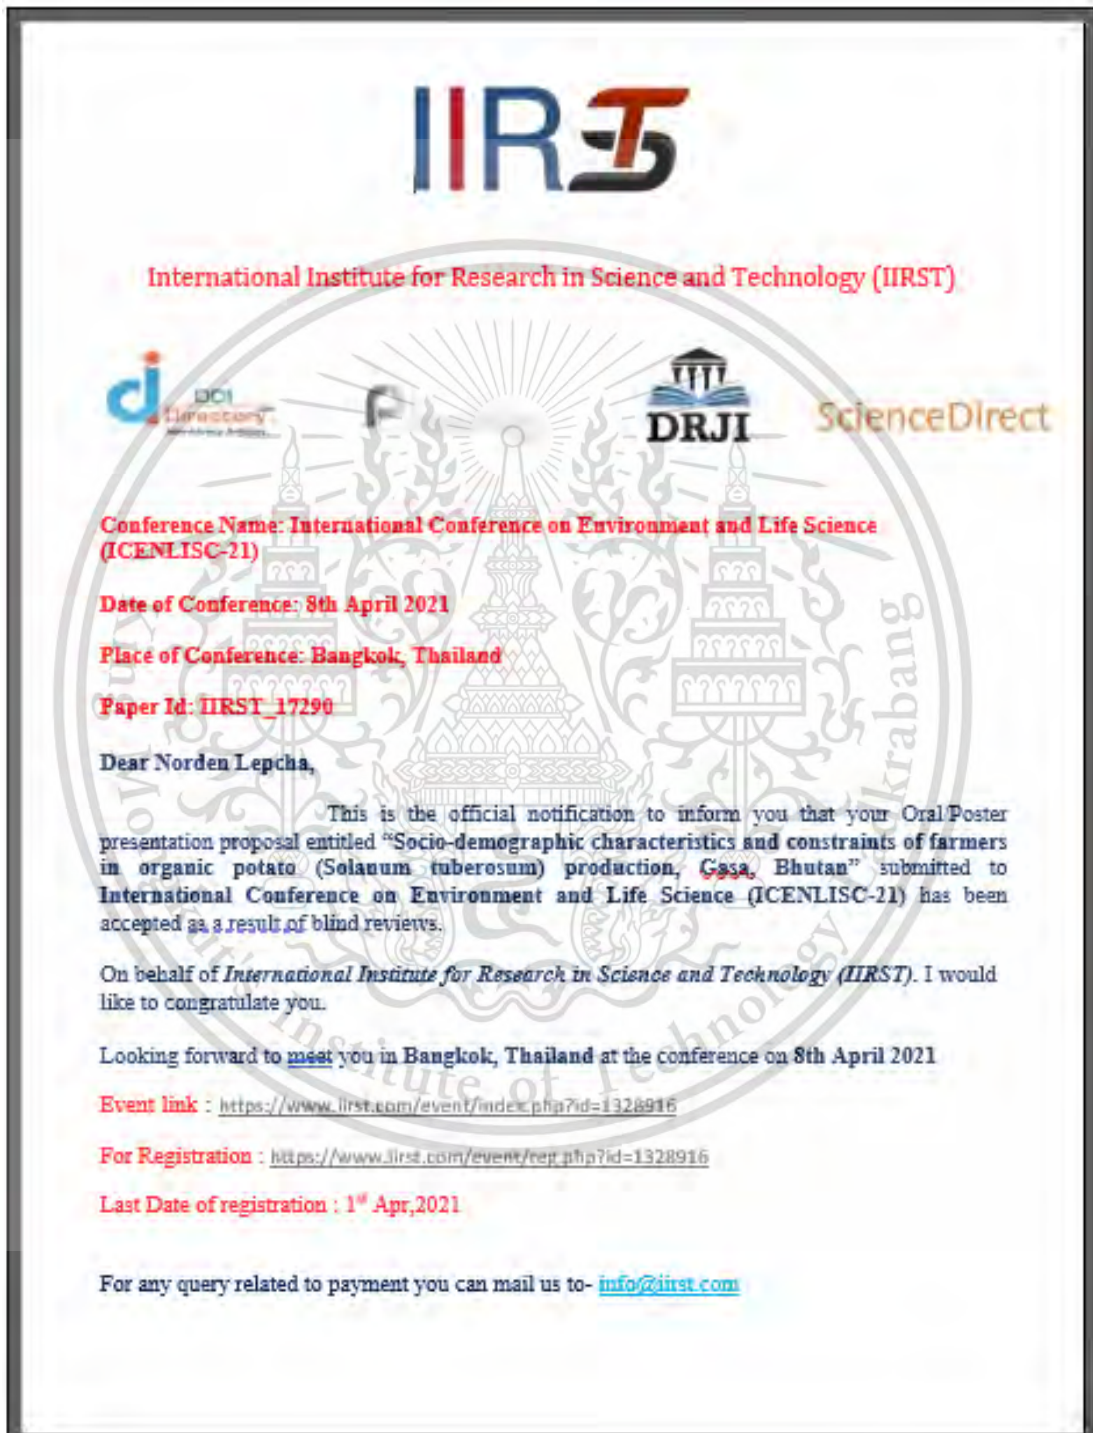 IIRST
International Institute for Research in Science and Technology (IIRST)
DOI
Directory
DRJI
ScienceDirect
Conference Name: International Conference on Environment and Life Science
(ICENLISC-21)
Date of Conference: 8th April 2021
Place of Conference: Bangkok, Thailand
Paper Id: IIRST_17290
Dear Norden Lepcha,
This is the official notification to inform you that your Oral/Poster
presentation proposal entitled “Socio-demographic characteristics and constraints of farmers
in organic potato (Solanum tuberosum) production, Gasa, Bhutan” submitted to
International Conference on Environment and Life Science (ICENLISC-21) has been
accepted as a result of blind reviews.
On behalf of International Institute for Research in Science and Technology (IIRST). I would
like to congratulate you.
Looking forward to meet you in Bangkok, Thailand at the conference on 8th April 2021
Event link : https://www.iirst.com/event/index.php?id=1328916
For Registration : https://www.iirst.com/event/reg.php?id=1328916
Last Date of registration : 1st Apr,2021
For any query related to payment you can mail us to- info@iirst.com
King Mongkut's Institute of Technology Ladkrabang